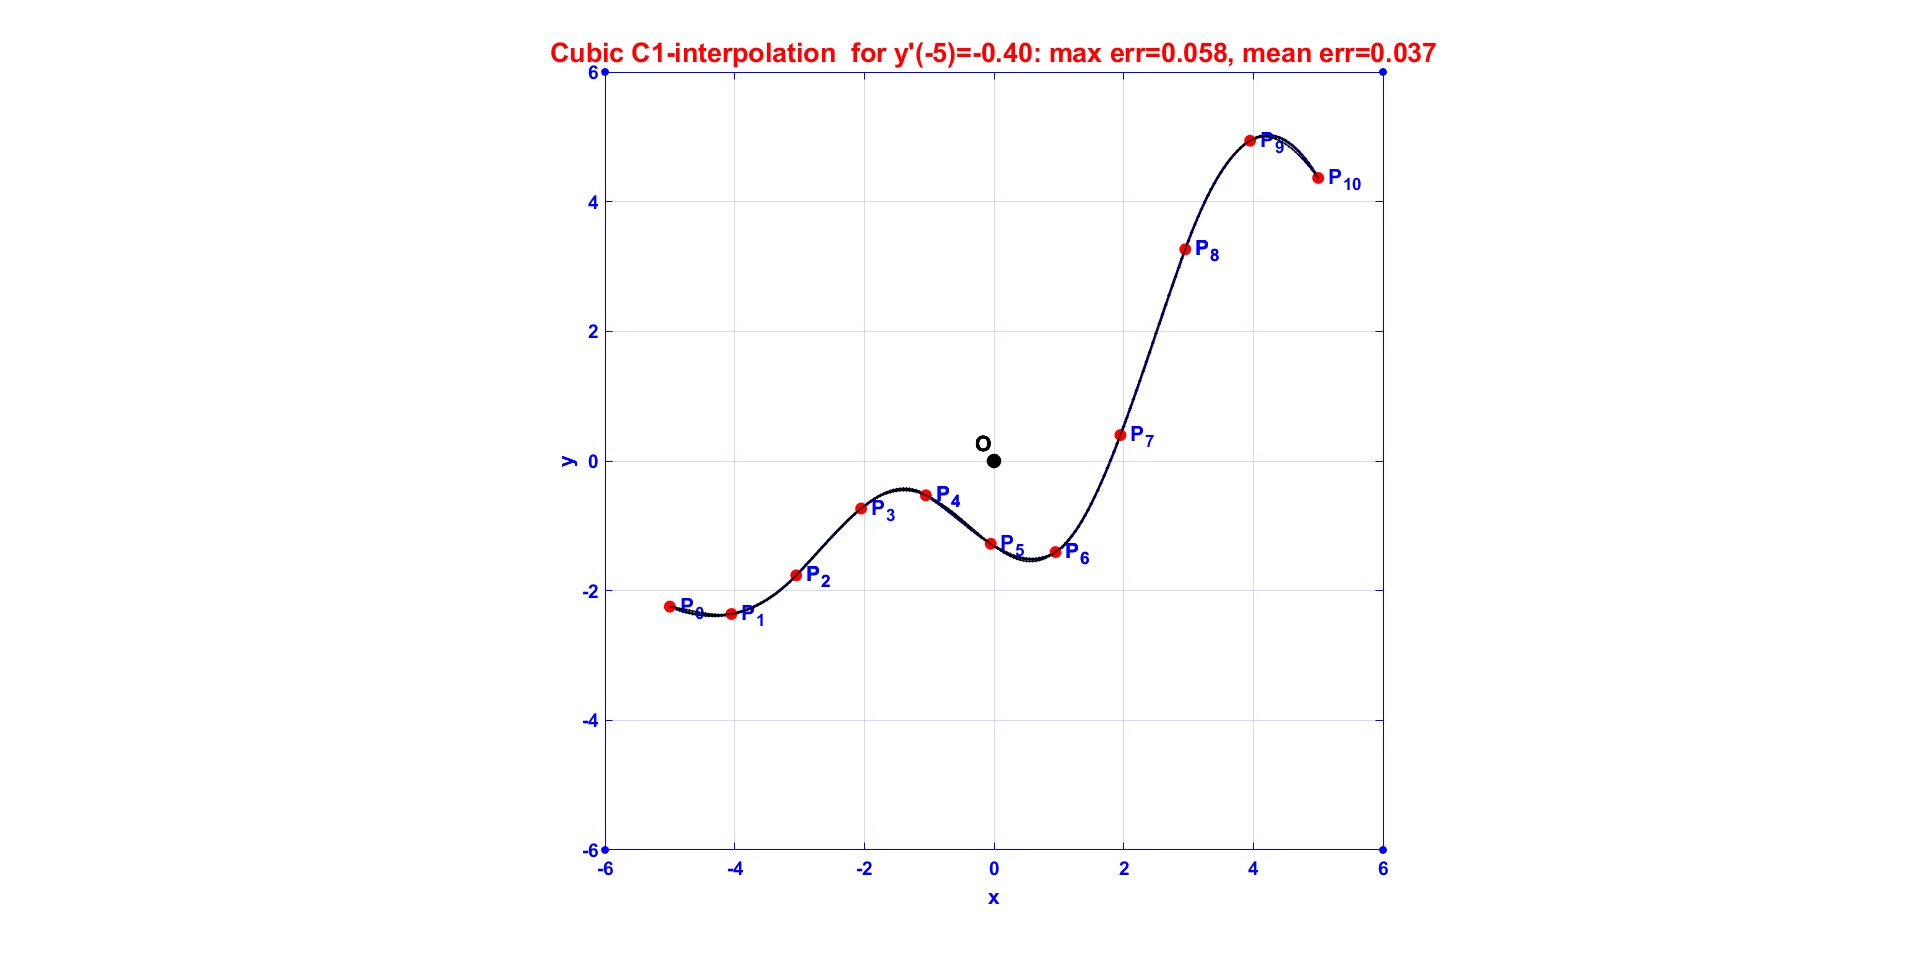 Cubic C1-interpolation  for y'(-5)=-0.40: max err=0.058, mean err=0.037
6
P9
P10
4
P8
2
O
P7
y
0
P4
P3
P5
P6
P2
-2
P0
P1
-4
-6
-6 -4 -2 0 2 4 6
x